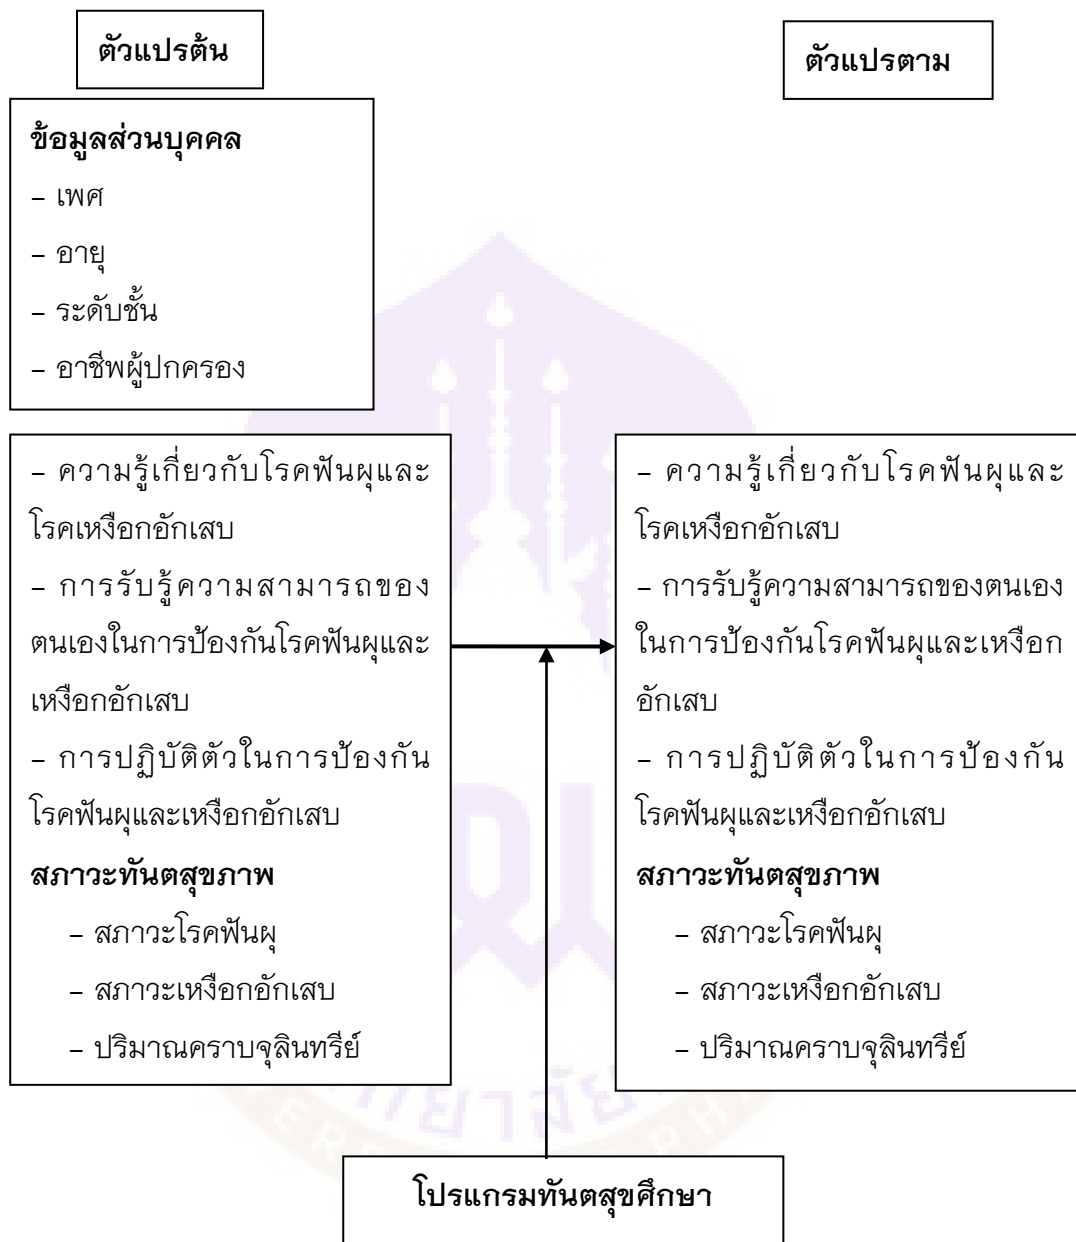 ตัวแปรต้น
ตัวแปรตาม
ข้อมูลส่วนบุคคล
– เพศ
– อายุ
– ระดับชั้น
– อาชีพผู้ปกครอง
– ความรู้เกี่ยวกับโรคฟันผุและ
โรคเหงือกอักเสบ
– การรับรู้ความสามารถของ
ตนเองในการป้องกันโรคฟันผุและ
เหงือกอักเสบ
– การปฏิบัติตัวในการป้องกัน
โรคฟันผุและเหงือกอักเสบ
สภาวะทันตสุขภาพ
– สภาวะโรคฟันผุ
– สภาวะเหงือกอักเสบ
– ปริมาณคราบจุลินทรีย์
– ความรู้เกี่ยวกับโรคฟันผุและ
โรคเหงือกอักเสบ
– การรับรู้ความสามารถของตนเอง
ในการป้องกันโรคฟันผุและเหงือก
อักเสบ
– การปฏิบัติตัวในการป้องกัน
โรคฟันผุและเหงือกอักเสบ
สภาวะทันตสุขภาพ
– สภาวะโรคฟันผุ
– สภาวะเหงือกอักเสบ
– ปริมาณคราบจุลินทรีย์
โปรแกรมทันตสุขศึกษา